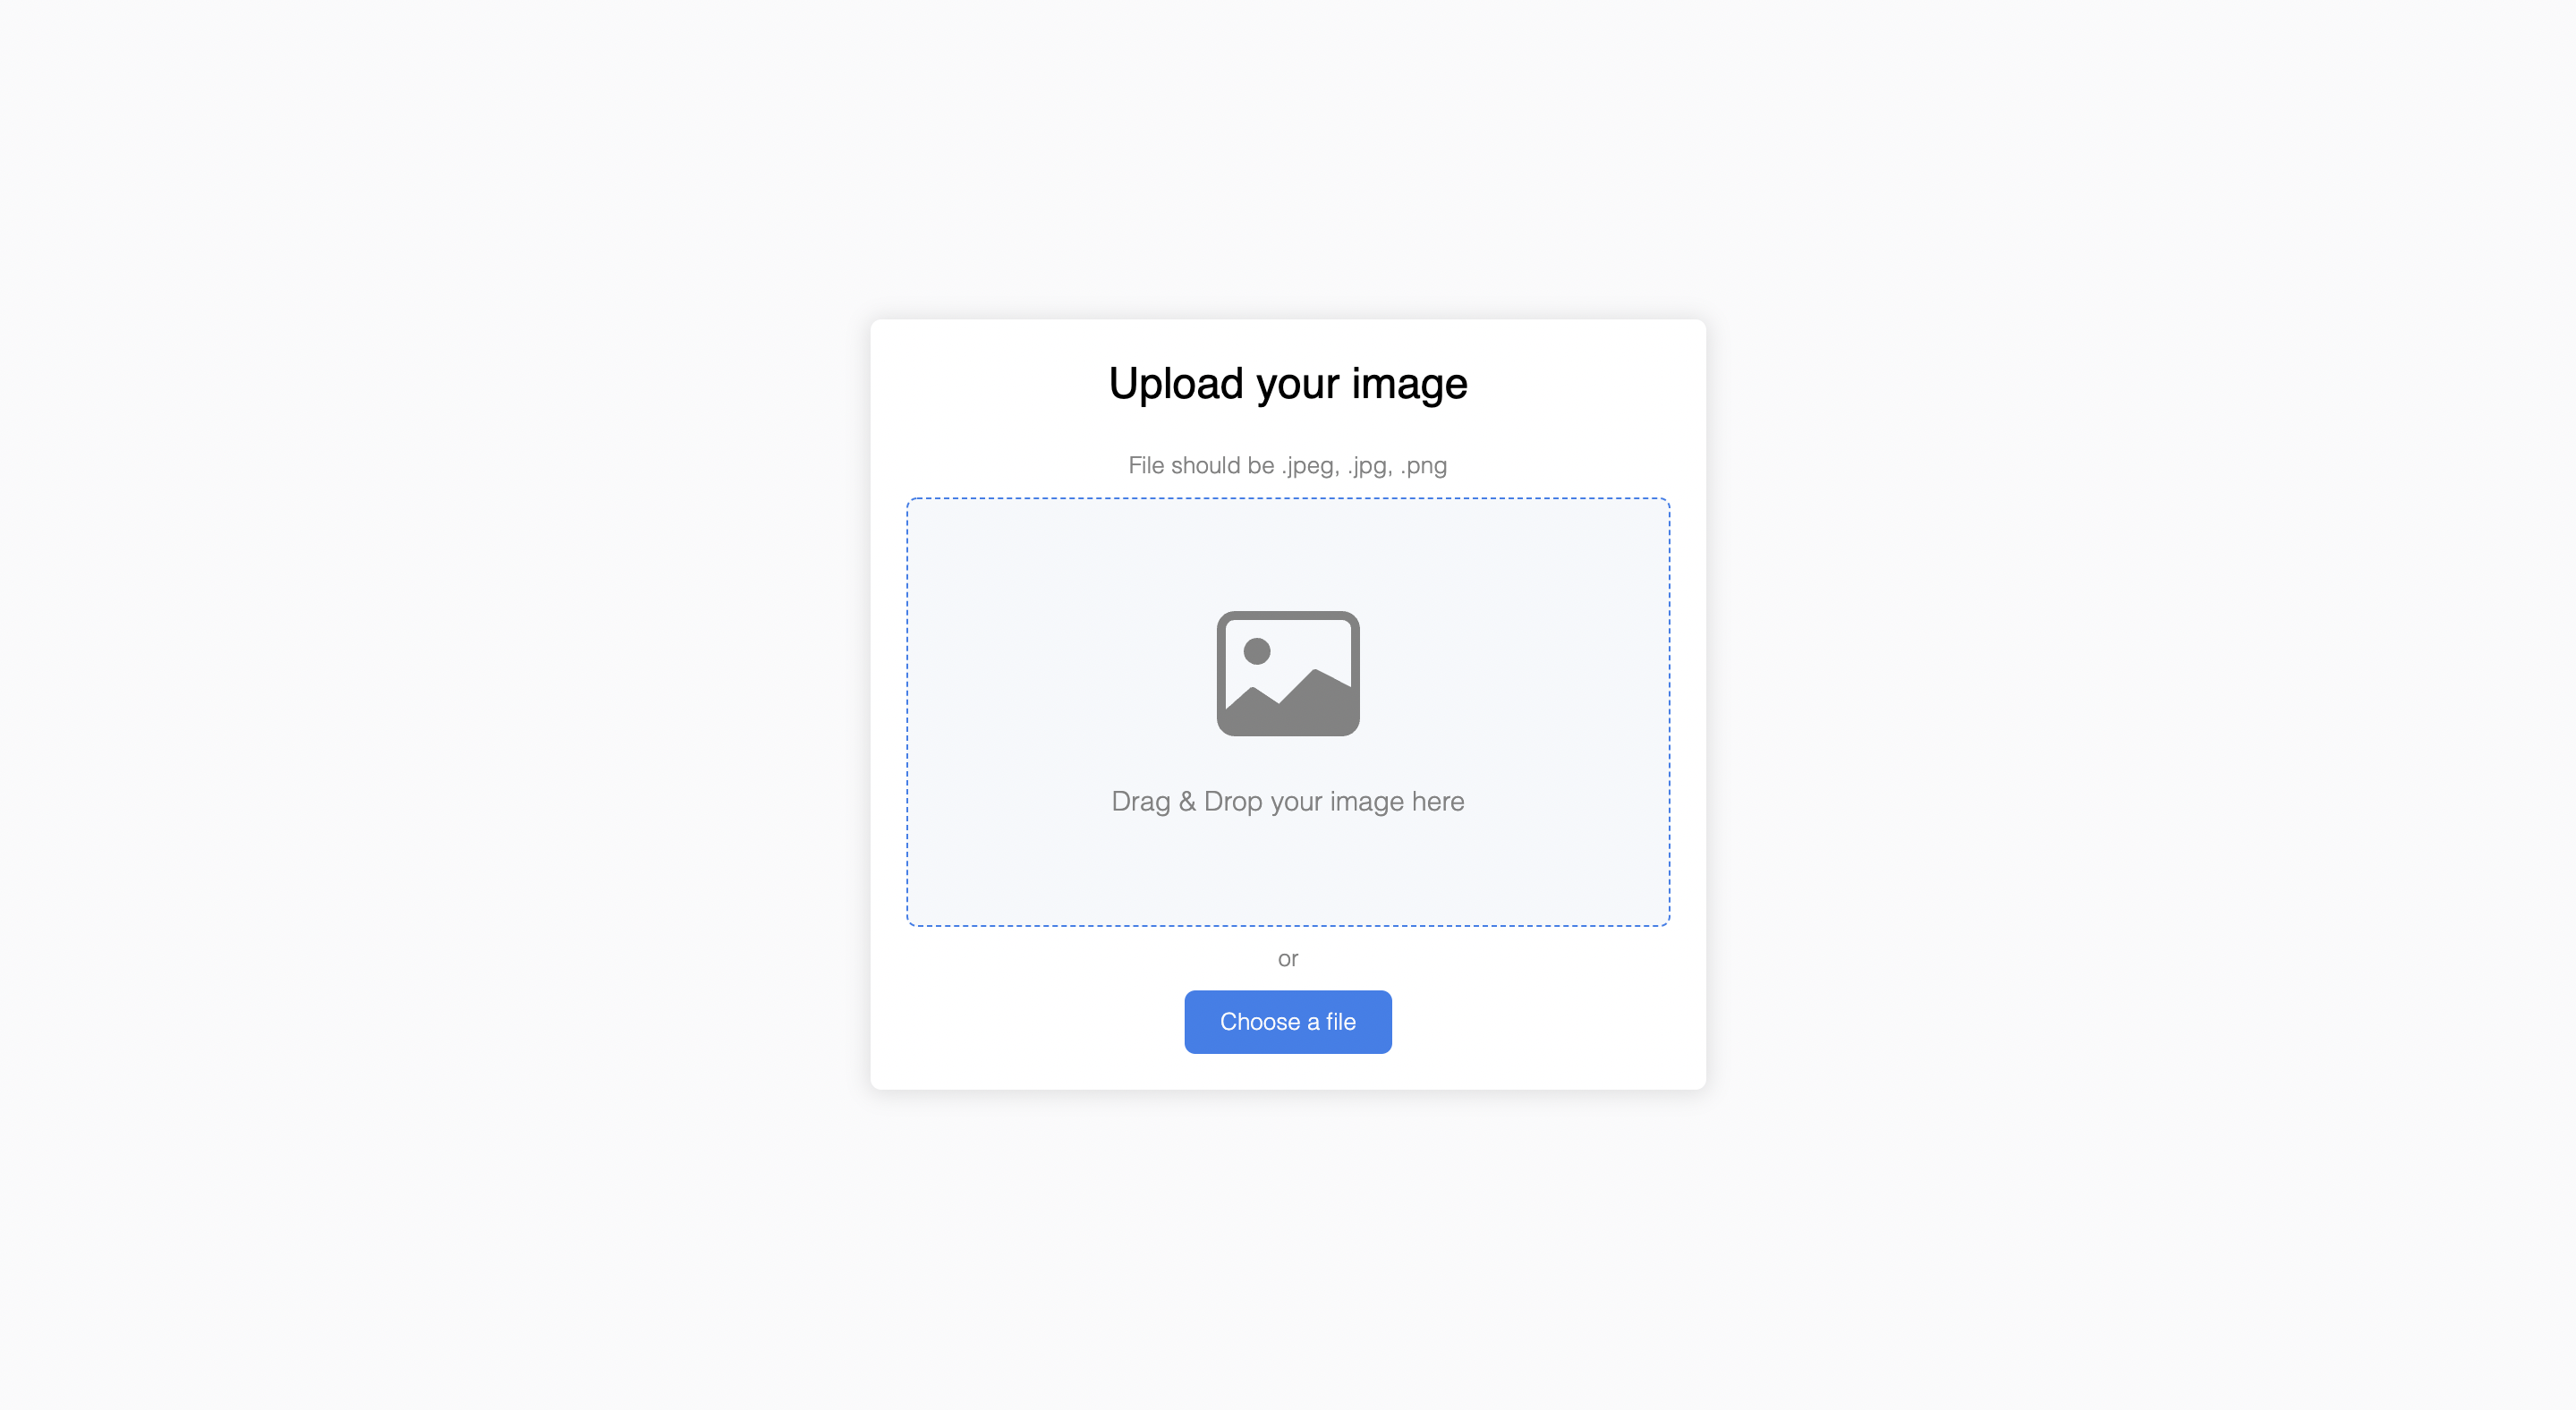 Upload your image
File should be .jpeg, .jpg, .png
Drag & Drop your image here
or
Choose a file